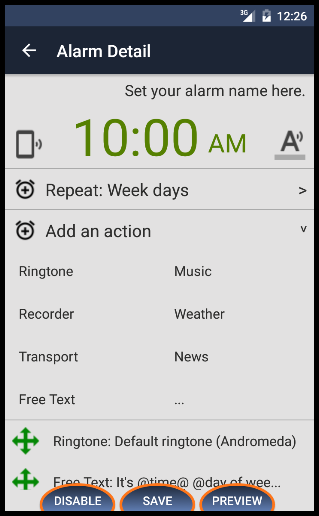 3G 12:26
Alarm Detail
Set your alarm name here.
10:00 AM A
Repeat: Week days >
Add an action v
Ringtone Music
Recorder Weather
Transport News
Free Text ...
Ringtone: Default ringtone (Andromeda)
Free Text: It's @time@ @day of wee...
DISABLE SAVE PREVIEW